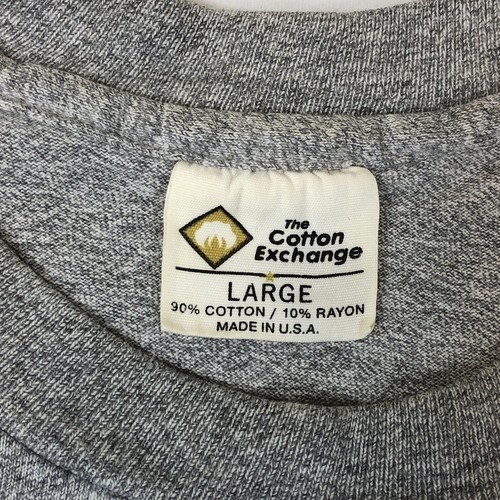 The
Cotton
Exchange
LARGE
90% COTTON / 10% RAYON
MADE IN U.S.A.